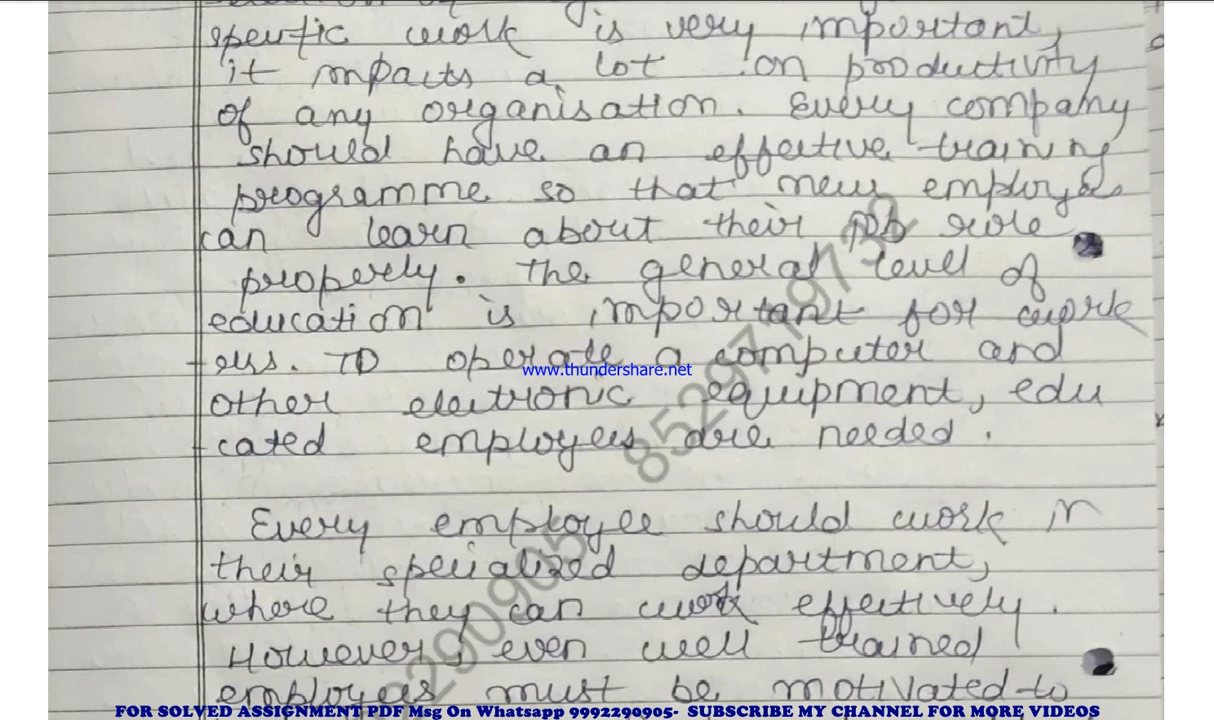 specific work is very important,
it impacts a lot on productivity
of any organisation. Every company
should have an effective training
programme so that new employees
can learn about their job role
properly. The general level of
education is important for work
ers. To operate a computer and
www.thundershare.net
other electronic equipment, edu
cated employees are needed.
Every employee should work in
their specialized department,
where they can work effectively.
However, even well trained
employees must be motivated to
FOR SOLVED ASSIGNMENT PDF Msg On Whatsapp 9992290905- SUBSCRIBE MY CHANNEL FOR MORE VIDEOS